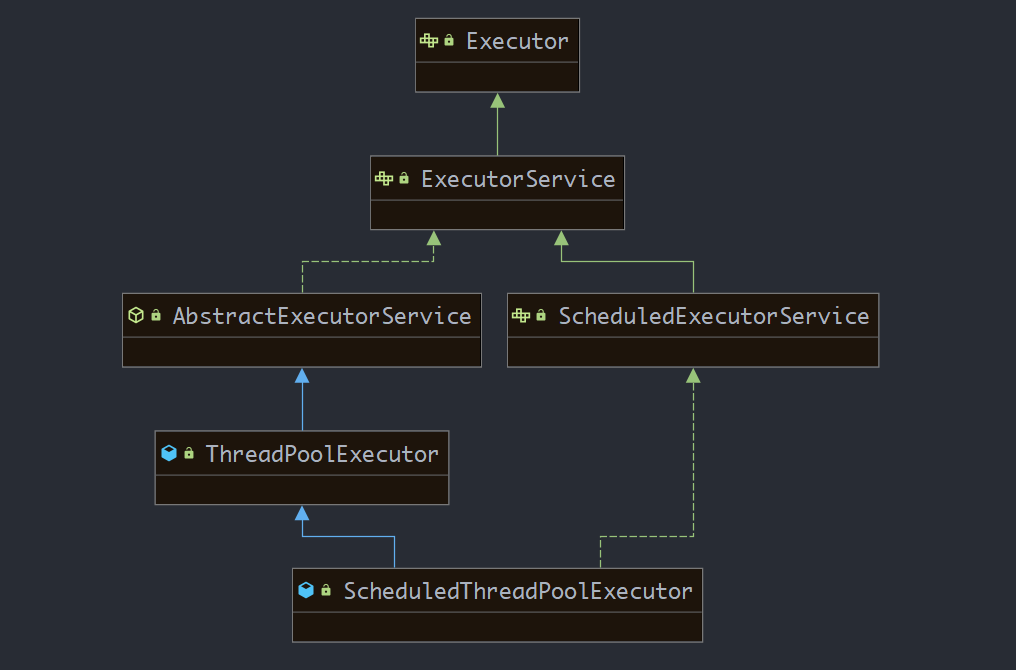 Executor
ExecutorService
AbstractExecutorService
ScheduledExecutorService
ThreadPoolExecutor
ScheduledThreadPoolExecutor